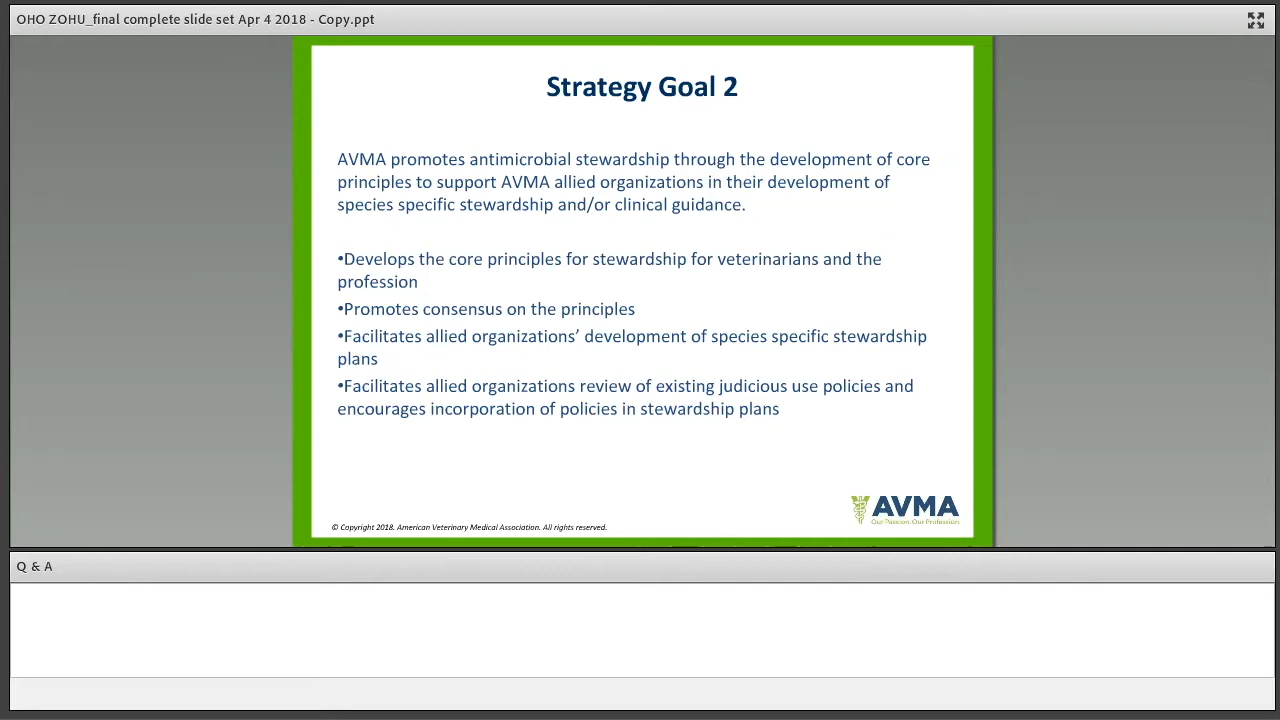 OHO ZOHU_final complete slide set Apr 4 2018 - Copy.ppt
Strategy Goal 2
AVMA promotes antimicrobial stewardship through the development of core
principles to support AVMA allied organizations in their development of
species specific stewardship and/or clinical guidance.
•Develops the core principles for stewardship for veterinarians and the
profession
•Promotes consensus on the principles
•Facilitates allied organizations’ development of species specific stewardship
plans
•Facilitates allied organizations review of existing judicious use policies and
encourages incorporation of policies in stewardship plans
AVMA
Our Passion. Our Profession.
© Copyright 2018. American Veterinary Medical Association. All rights reserved.
Q & A